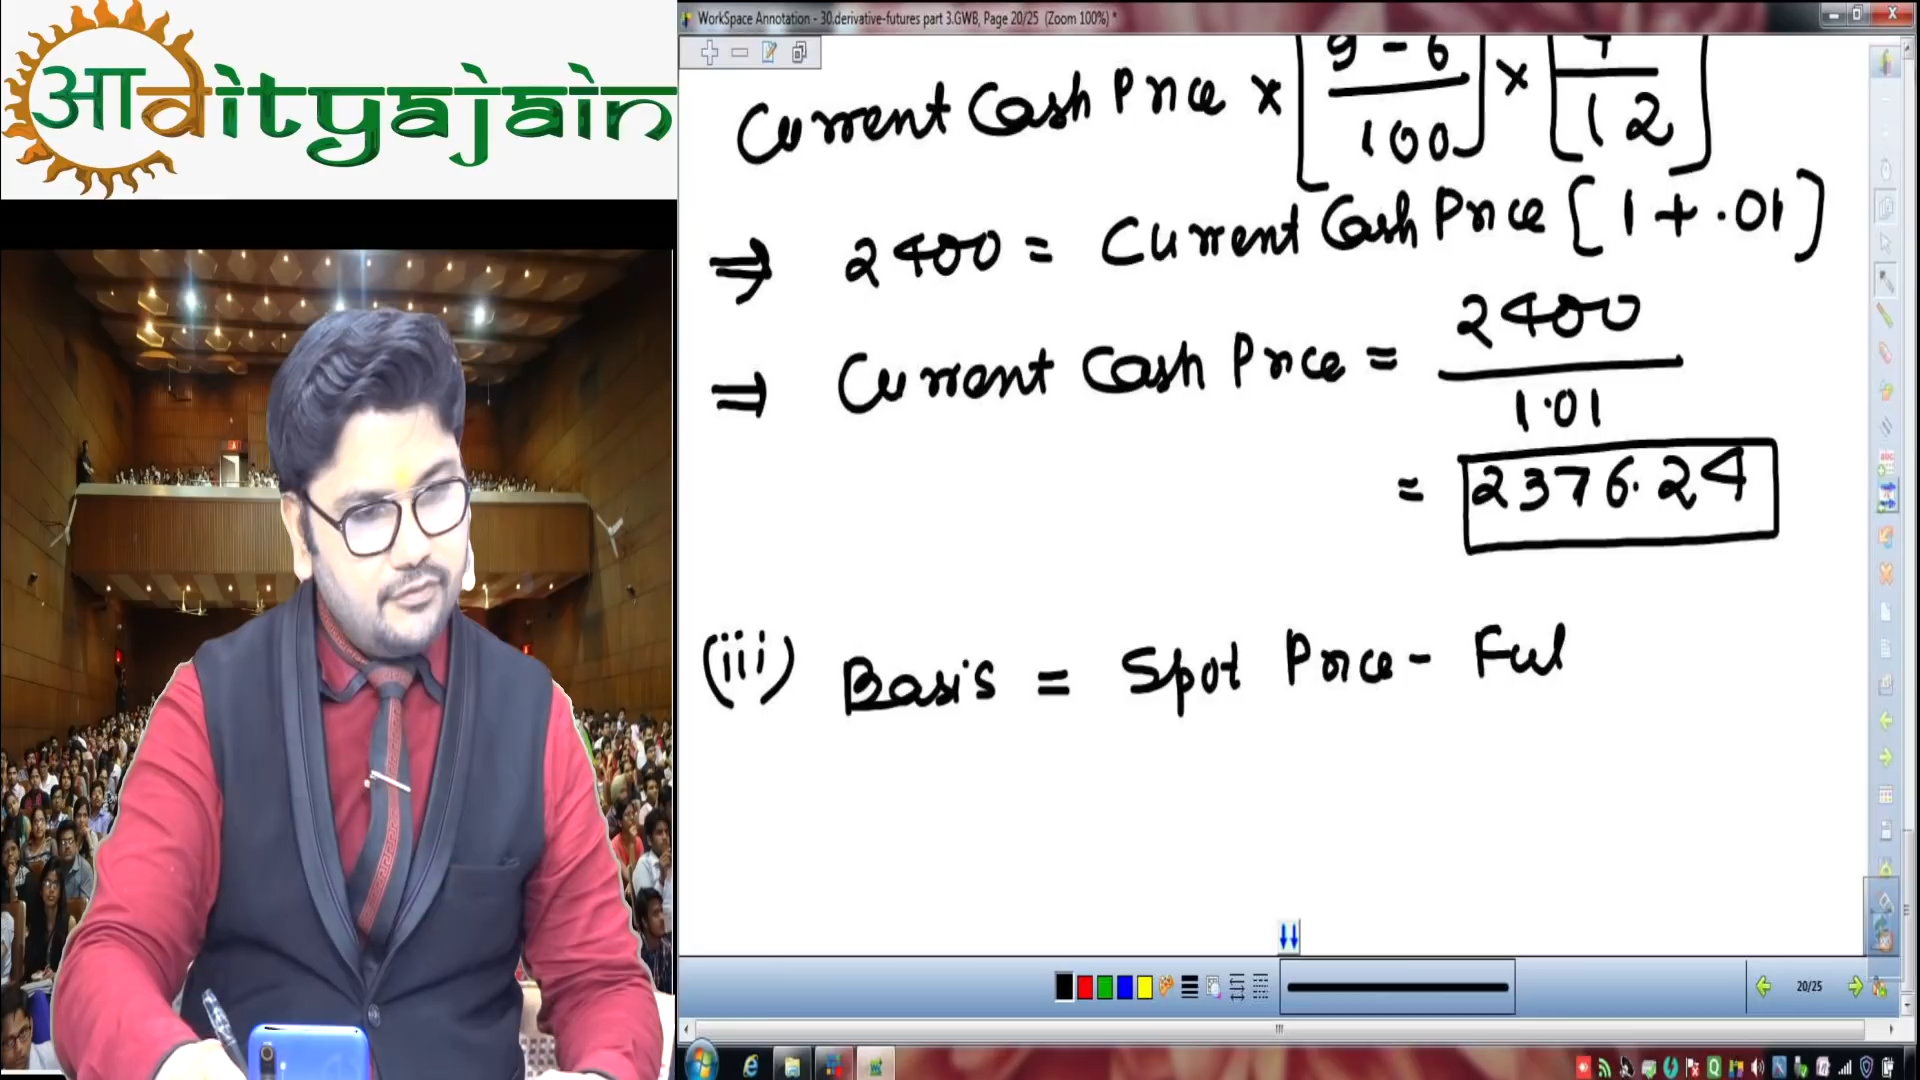 आdityajain
WorkSpace Annotation - 30.derivative-futures part 3.GWB, Page 20/25 (Zoom 100%) *
Current Cash Price × [9 - 6 / 100] × [4 / 12]
⇒ 2400 = Current Cash Price [1 + .01]
⇒ Current Cash Price = 2400 / 1.01
= 2376.24
(iii) Basis = Spot Price - Fut
20/25